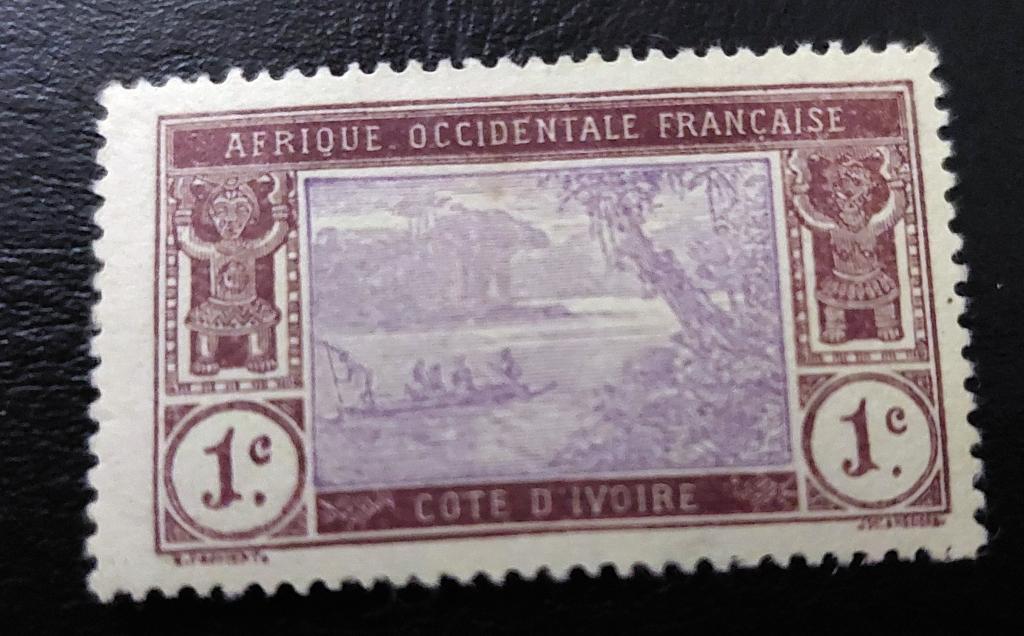 AFRIQUE OCCIDENTALE FRANÇAISE
1c.
1c.
COTE D'IVOIRE